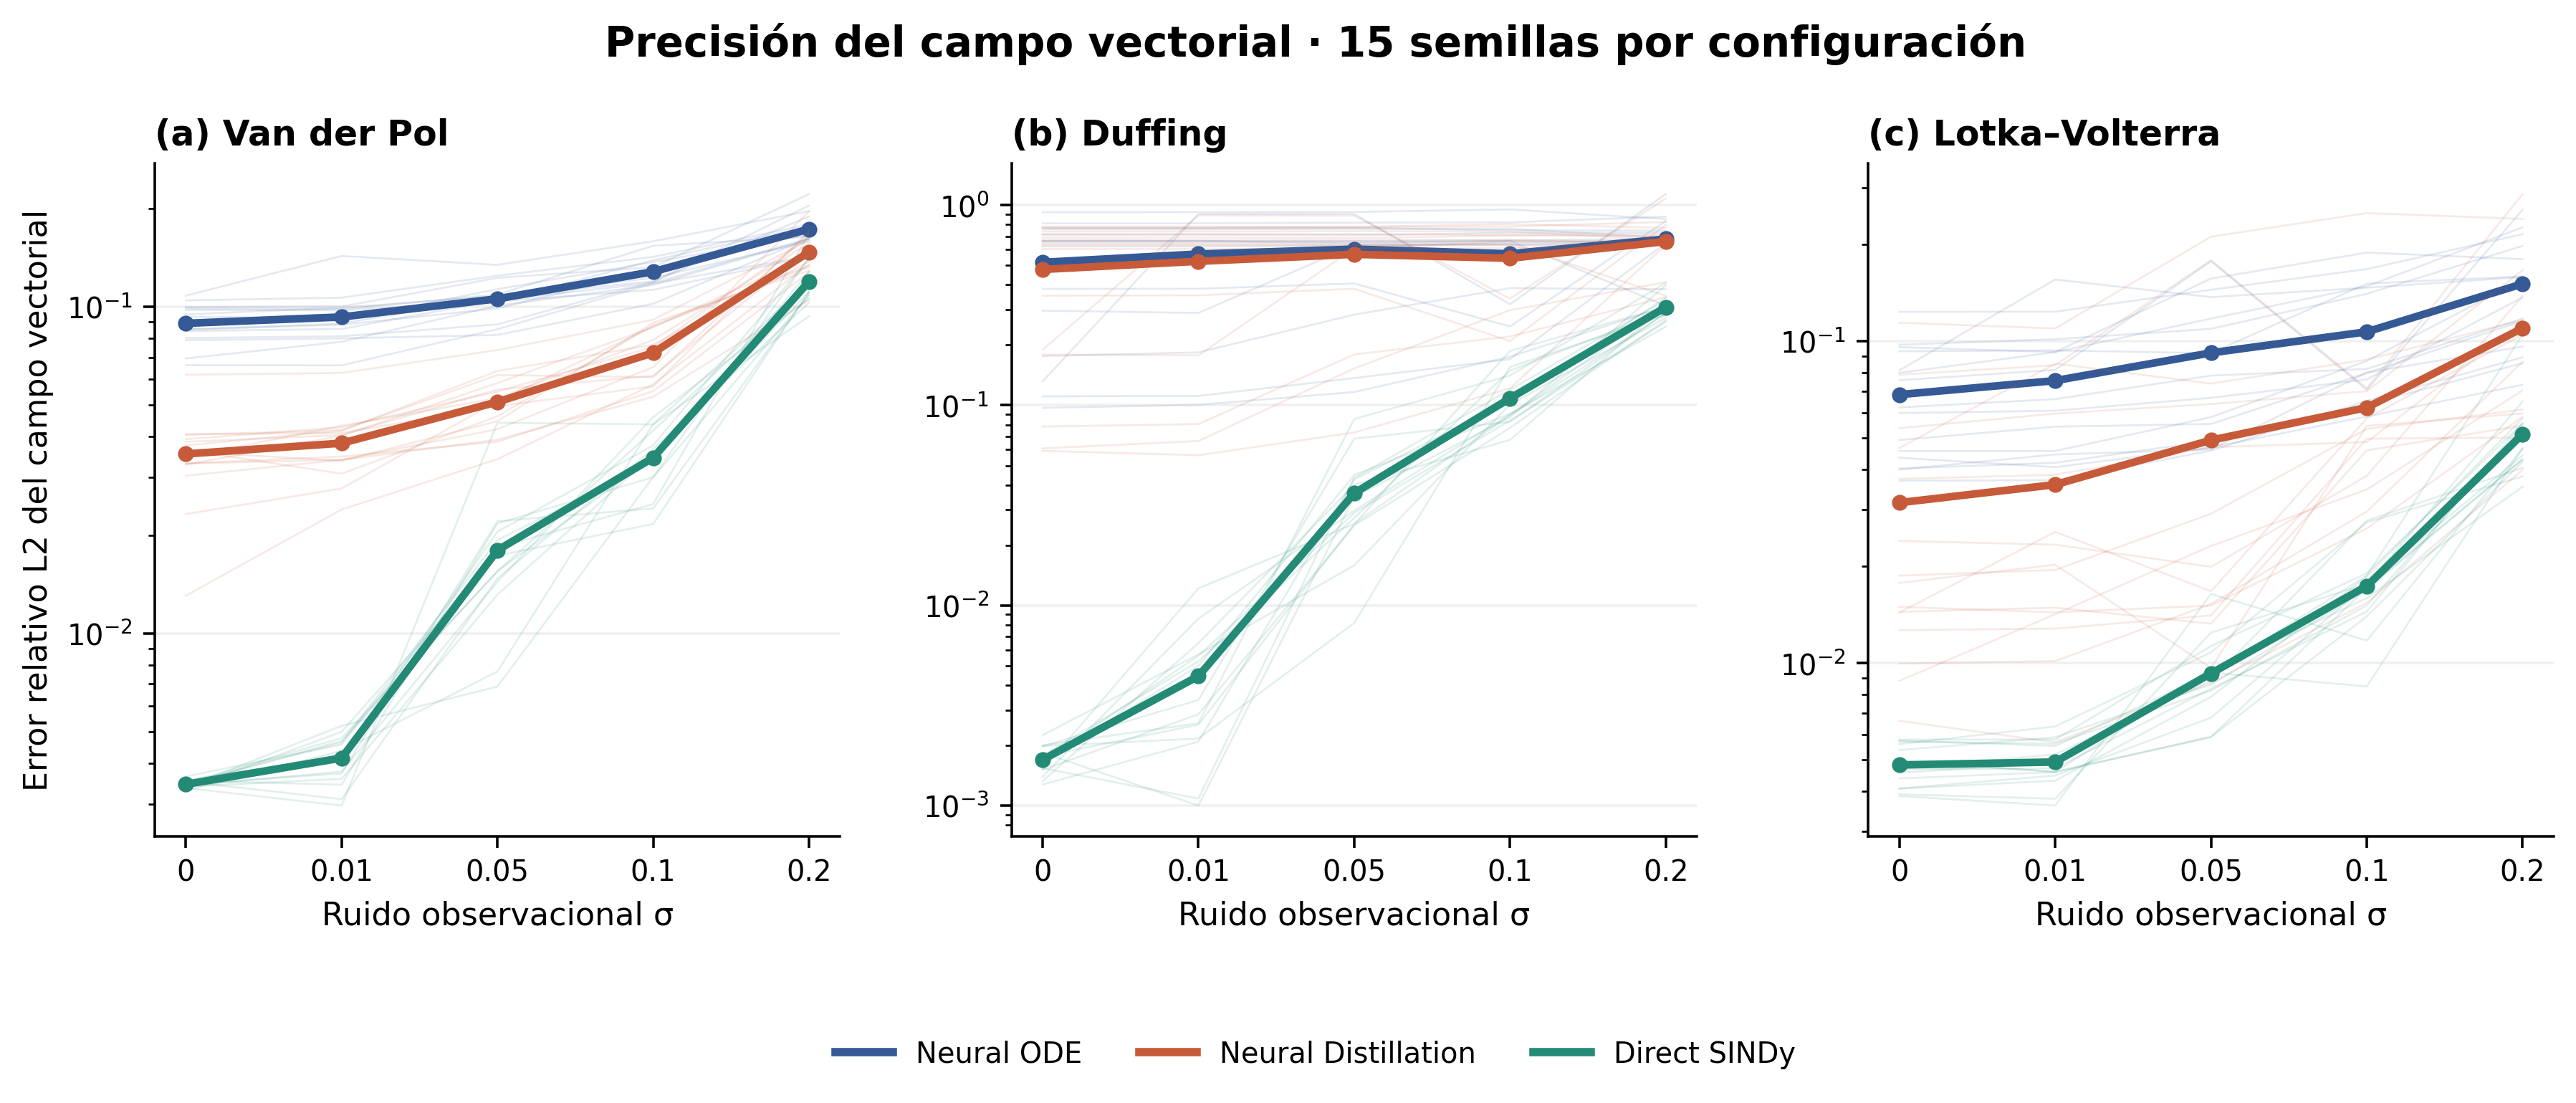 Precisión del campo vectorial · 15 semillas por configuración
(a) Van der Pol
(b) Duffing
(c) Lotka–Volterra
Error relativo L2 del campo vectorial
10⁻¹
10⁻²
0 0.01 0.05 0.1 0.2
Ruido observacional σ
10⁰
10⁻¹
10⁻²
10⁻³
0 0.01 0.05 0.1 0.2
Ruido observacional σ
10⁻¹
10⁻²
0 0.01 0.05 0.1 0.2
Ruido observacional σ
Neural ODE Neural Distillation Direct SINDy